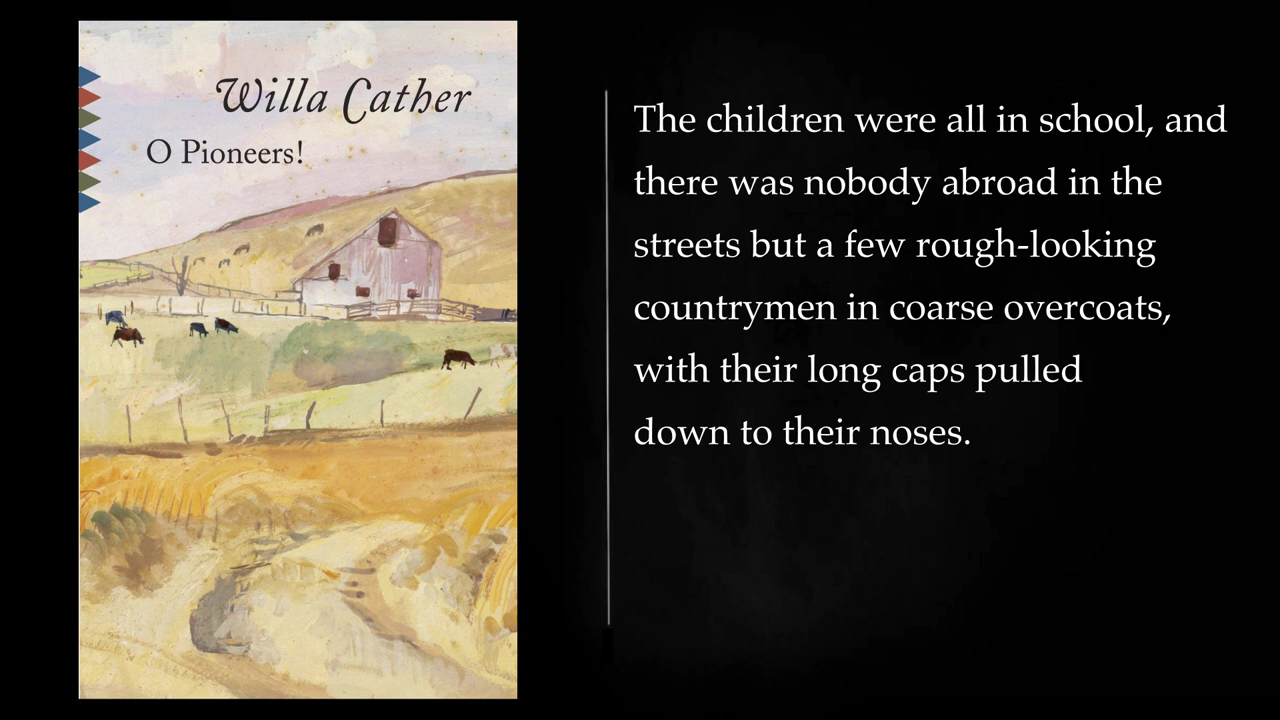 Willa Cather
O Pioneers!
The children were all in school, and
there was nobody abroad in the
streets but a few rough-looking
countrymen in coarse overcoats,
with their long caps pulled
down to their noses.